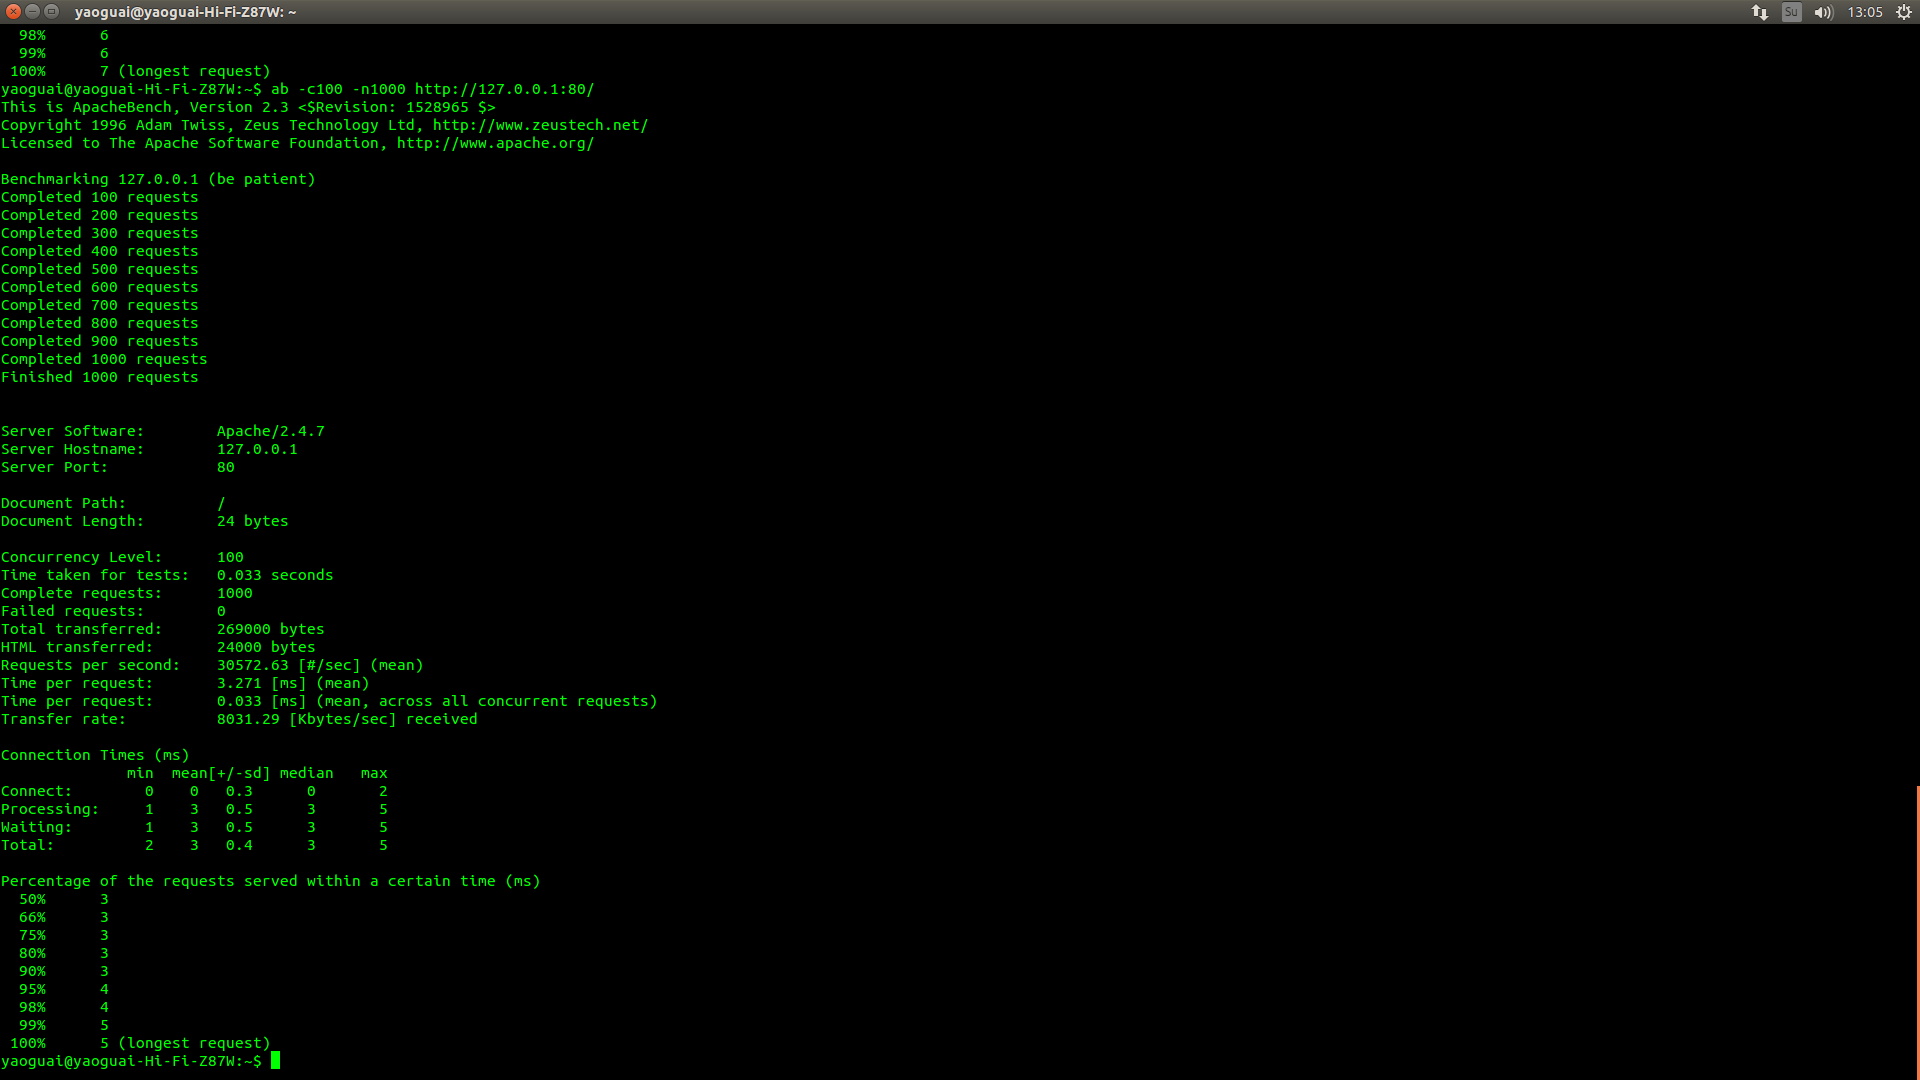 yaoguai@yaoguai-Hi-Fi-Z87W: ~
Su
13:05
98% 6
99% 6
100% 7 (longest request)
yaoguai@yaoguai-Hi-Fi-Z87W:~$ ab -c100 -n1000 http://127.0.0.1:80/
This is ApacheBench, Version 2.3 <$Revision: 1528965 $>
Copyright 1996 Adam Twiss, Zeus Technology Ltd, http://www.zeustech.net/
Licensed to The Apache Software Foundation, http://www.apache.org/
Benchmarking 127.0.0.1 (be patient)
Completed 100 requests
Completed 200 requests
Completed 300 requests
Completed 400 requests
Completed 500 requests
Completed 600 requests
Completed 700 requests
Completed 800 requests
Completed 900 requests
Completed 1000 requests
Finished 1000 requests
Server Software: Apache/2.4.7
Server Hostname: 127.0.0.1
Server Port: 80
Document Path: /
Document Length: 24 bytes
Concurrency Level: 100
Time taken for tests: 0.033 seconds
Complete requests: 1000
Failed requests: 0
Total transferred: 269000 bytes
HTML transferred: 24000 bytes
Requests per second: 30572.63 [#/sec] (mean)
Time per request: 3.271 [ms] (mean)
Time per request: 0.033 [ms] (mean, across all concurrent requests)
Transfer rate: 8031.29 [Kbytes/sec] received
Connection Times (ms)
min mean[+/-sd] median max
Connect: 0 0 0.3 0 2
Processing: 1 3 0.5 3 5
Waiting: 1 3 0.5 3 5
Total: 2 3 0.4 3 5
Percentage of the requests served within a certain time (ms)
50% 3
66% 3
75% 3
80% 3
90% 3
95% 4
98% 4
99% 5
100% 5 (longest request)
yaoguai@yaoguai-Hi-Fi-Z87W:~$